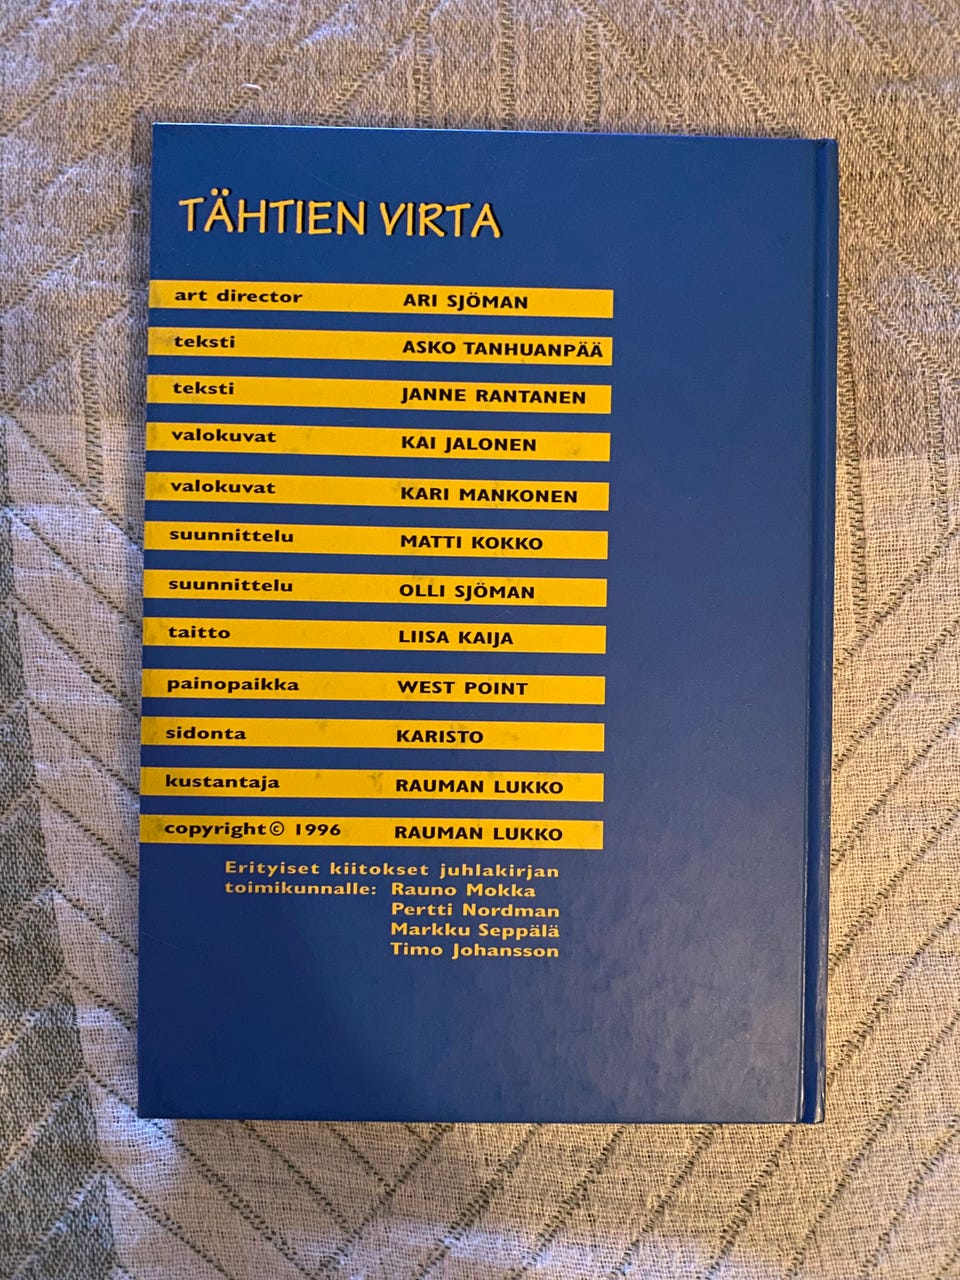 TÄHTIEN VIRTA
art director ARI SJÖMAN
teksti ASKO TANHUANPÄÄ
teksti JANNE RANTANEN
valokuvat KAI JALONEN
valokuvat KARI MANKONEN
suunnittelu MATTI KOKKO
suunnittelu OLLI SJÖMAN
taitto LIISA KAIJA
painopaikka WEST POINT
sidonta KARISTO
kustantaja RAUMAN LUKKO
copyright© 1996 RAUMAN LUKKO
Erityiset kiitokset juhlakirjan
toimikunnalle: Rauno Mokka
Pertti Nordman
Markku Seppälä
Timo Johansson